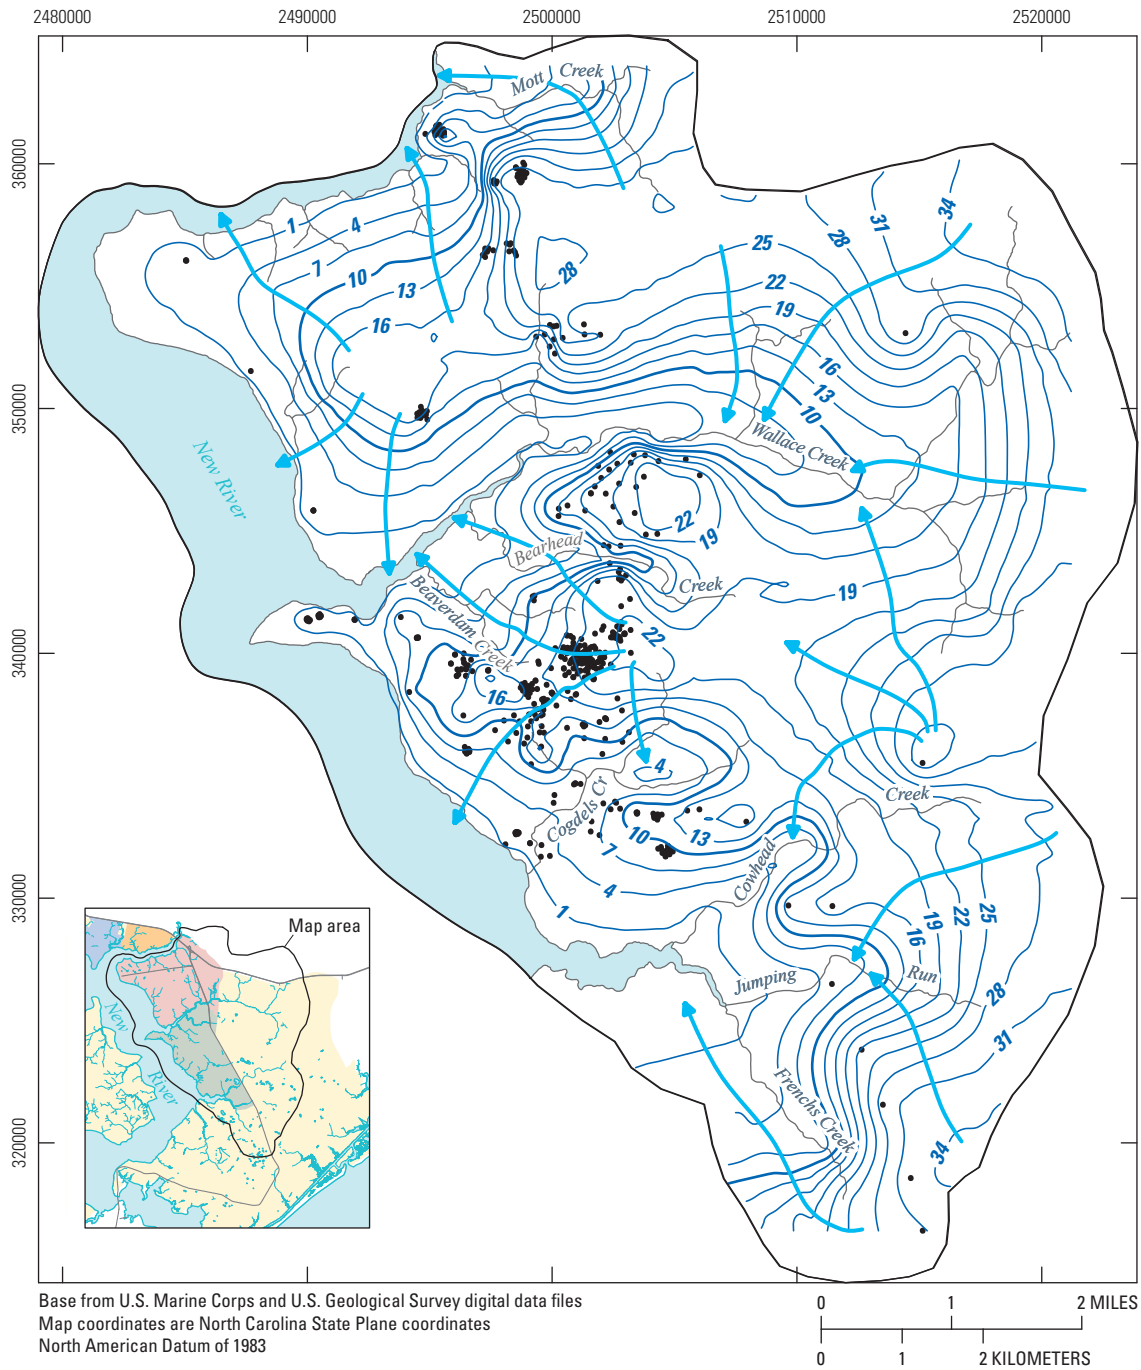 2480000 2490000 2500000 2510000 2520000
Mott Creek
360000
34
31
28
1 4
25
7
28
10
22
13
19
16
16
13
350000
10
Wallace Creek
New River
22
19
Bearhead
Creek
19
Beaverdam Creek
22
340000
16
4
Creek
Cogdels Cr
10 13
7
Cowhead
4
330000
1
25
22
19
16
Map area
Jumping Run
28
New River
31
Frenchs Creek
320000
34
Base from U.S. Marine Corps and U.S. Geological Survey digital data files
Map coordinates are North Carolina State Plane coordinates
North American Datum of 1983
0 1 2 MILES
0 1 2 KILOMETERS